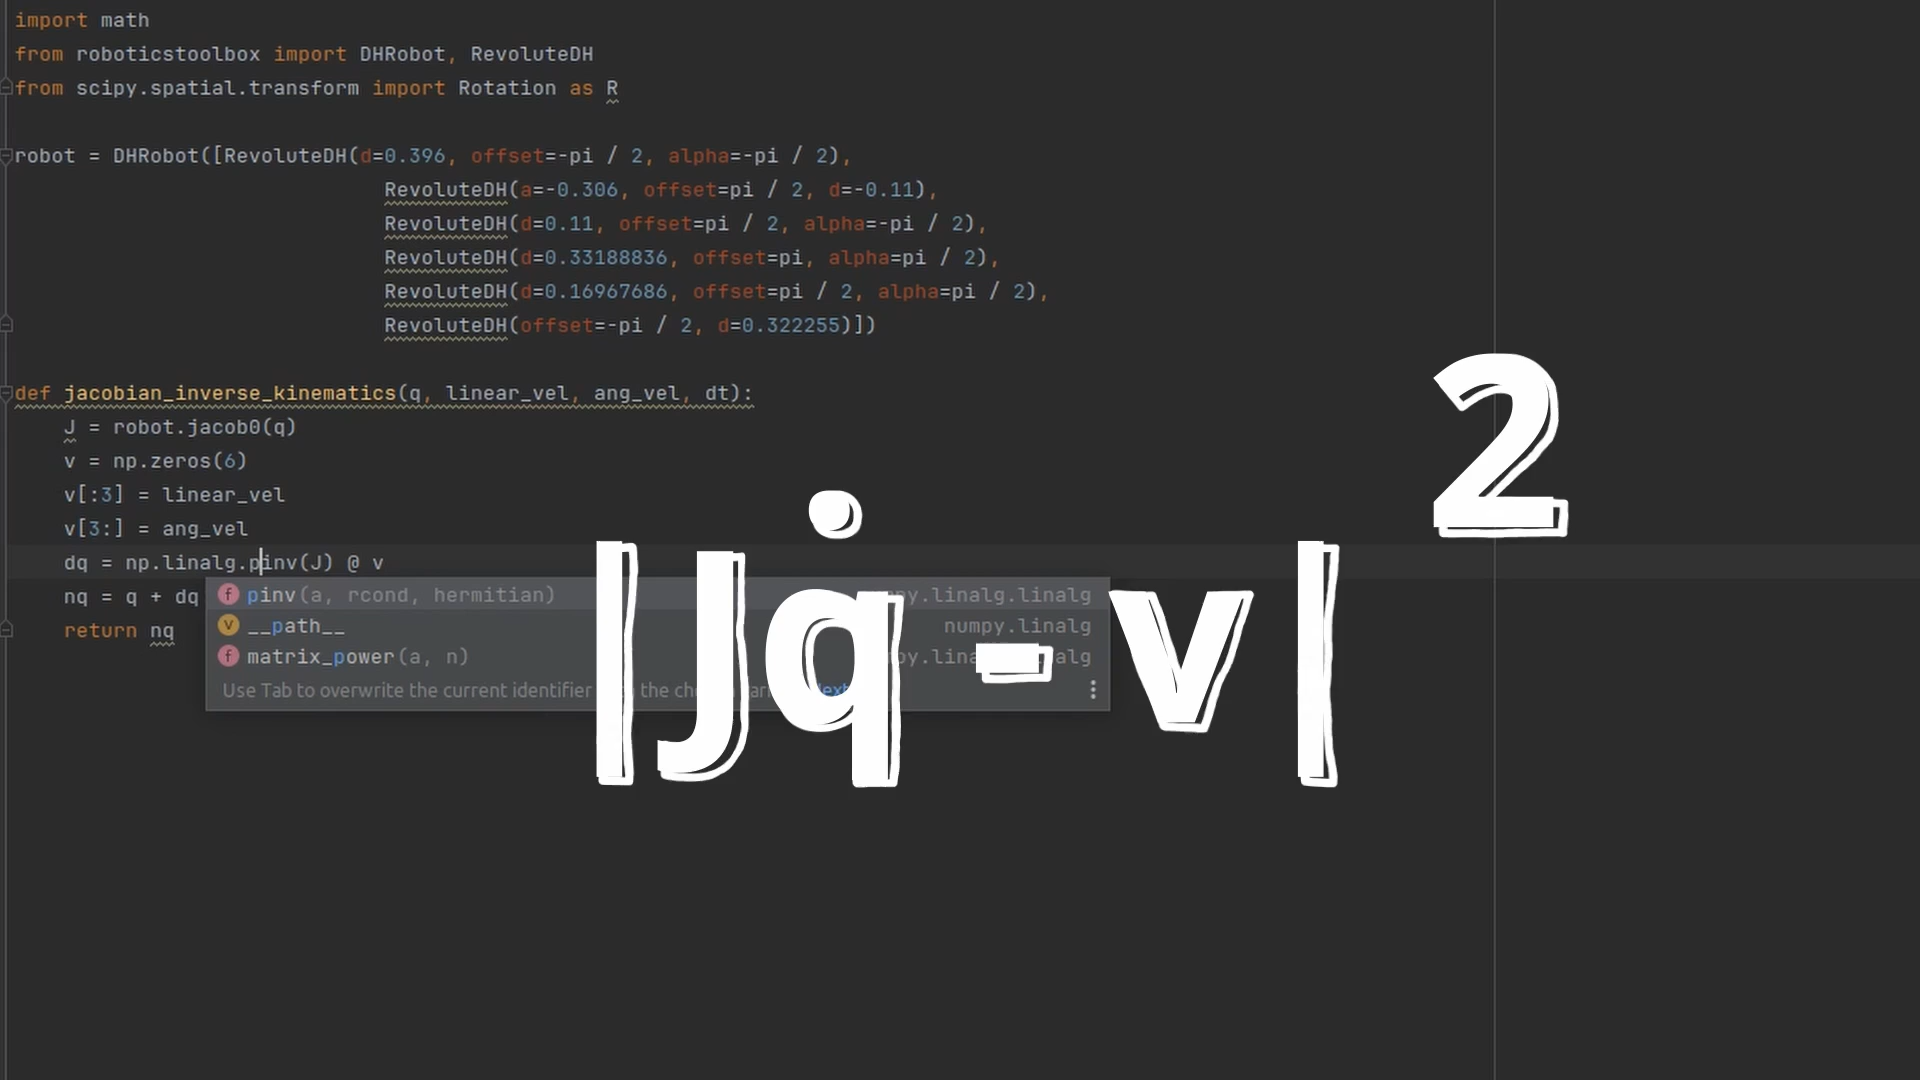 import math
from roboticstoolbox import DHRobot, RevoluteDH
from scipy.spatial.transform import Rotation as R
robot = DHRobot([RevoluteDH(d=0.396, offset=-pi / 2, alpha=-pi / 2),
RevoluteDH(a=-0.306, offset=pi / 2, d=-0.11),
RevoluteDH(d=0.11, offset=pi / 2, alpha=-pi / 2),
RevoluteDH(d=0.33188836, offset=pi, alpha=pi / 2),
RevoluteDH(d=0.16967686, offset=pi / 2, alpha=pi / 2),
RevoluteDH(offset=-pi / 2, d=0.322255)])
def jacobian_inverse_kinematics(q, linear_vel, ang_vel, dt):
J = robot.jacob0(q)
v = np.zeros(6)
v[:3] = linear_vel
v[3:] = ang_vel
dq = np.linalg.pinv(J) @ v
nq = q + dq
return nq
f pinv(a, rcond, hermitian) .linalg.linalg
v __path__ numpy.linalg
f matrix_power(a, n)
Use Tab to overwrite the current identifier the
|Jq̇-v|²